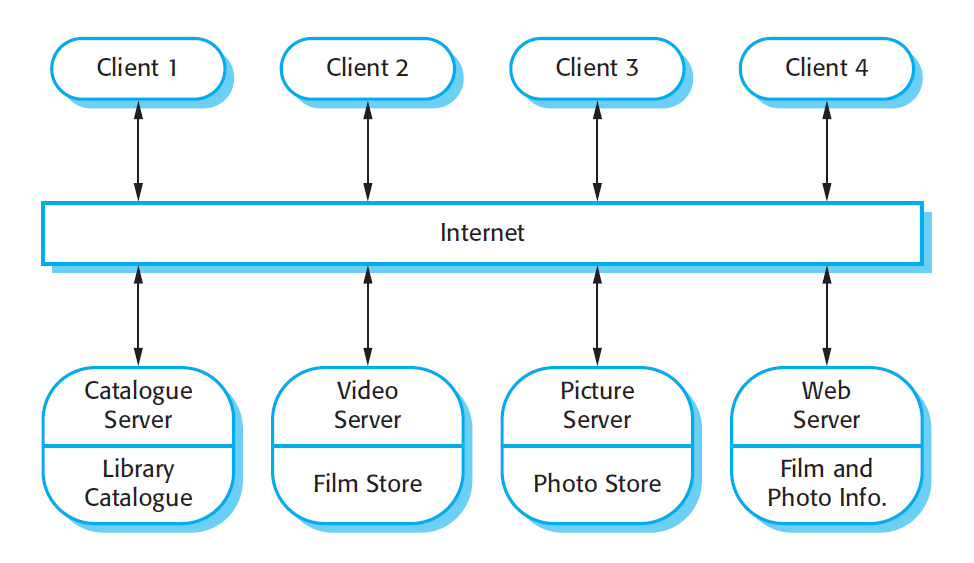 Client 1
Client 2
Client 3
Client 4
Internet
Catalogue
Server
Library
Catalogue
Video
Server
Film Store
Picture
Server
Photo Store
Web
Server
Film and
Photo Info.